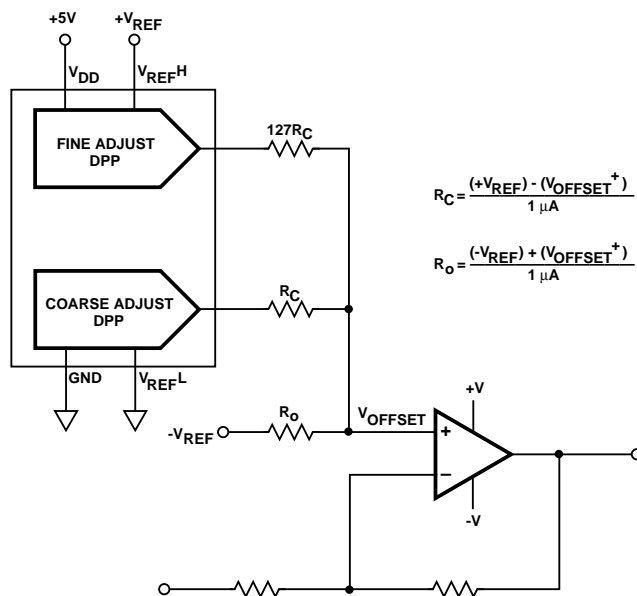 +5V
+VREF
VDD
VREFH
FINE ADJUST
DPP
127RC
RC = (+VREF) - (VOFFSET+)
1 µA
Ro = (-VREF) + (VOFFSET+)
1 µA
COARSE ADJUST
DPP
RC
GND
VREFL
-VREF
Ro
VOFFSET
+V
+
−
-V